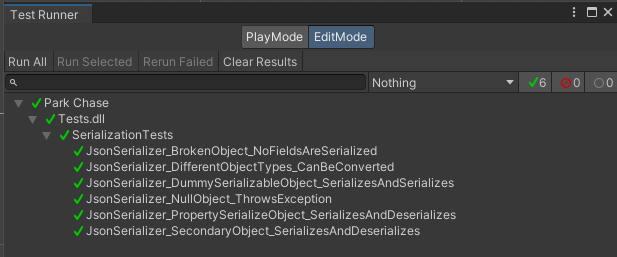 Test Runner
PlayMode EditMode
Run All Run Selected Rerun Failed Clear Results
Nothing 6 0 0
Park Chase
Tests.dll
SerializationTests
JsonSerializer_BrokenObject_NoFieldsAreSerialized
JsonSerializer_DifferentObjectTypes_CanBeConverted
JsonSerializer_DummySerializableObject_SerializesAndSerializes
JsonSerializer_NullObject_ThrowsException
JsonSerializer_PropertySerializeObject_SerializesAndDeserializes
JsonSerializer_SecondaryObject_SerializesAndDeserializes